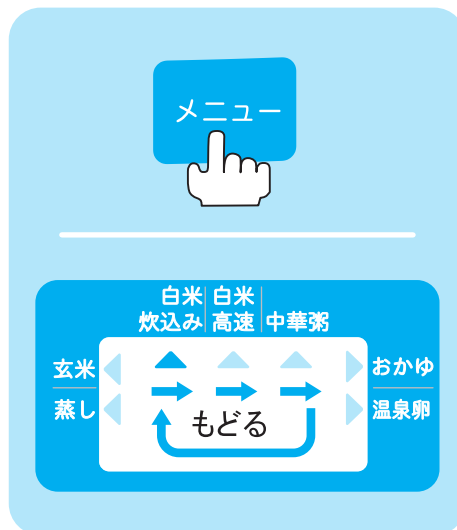 メニュー
白米 白米
炊込み 高速 中華粥
玄米 おかゆ
蒸し 温泉卵
もどる